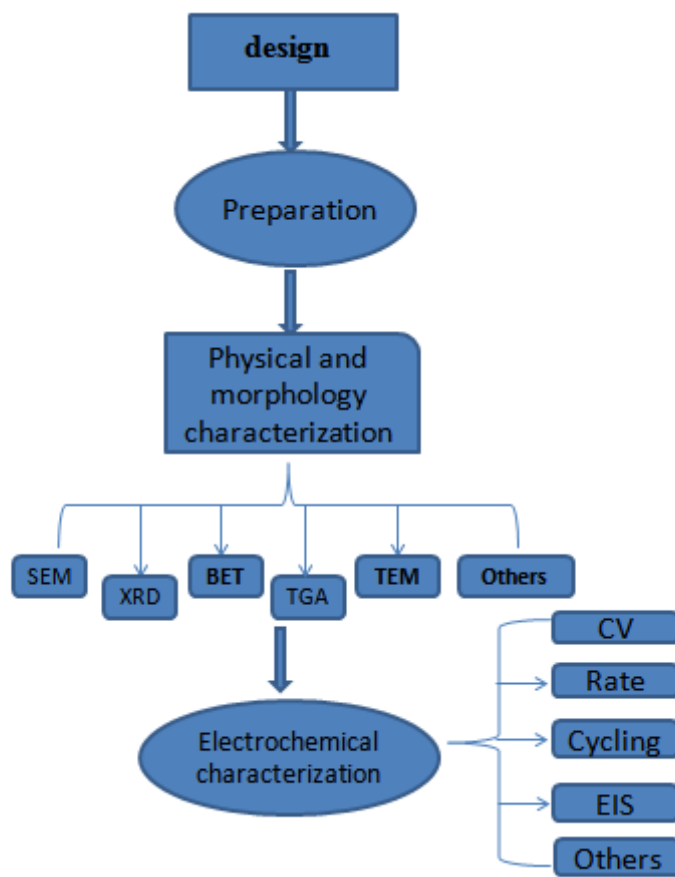 design
Preparation
Physical and
morphology
characterization
SEM
XRD
BET
TGA
TEM
Others
Electrochemical
characterization
CV
Rate
Cycling
EIS
Others